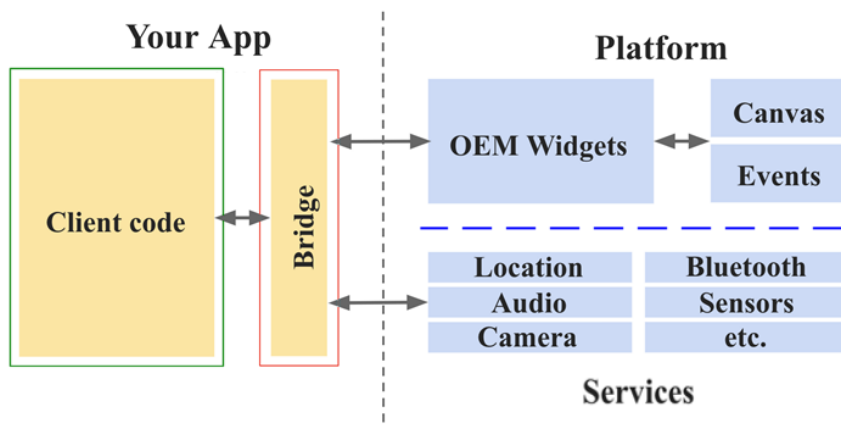 Your App
Platform
Client code
Bridge
OEM Widgets
Canvas
Events
Location
Bluetooth
Audio
Sensors
Camera
etc.
Services